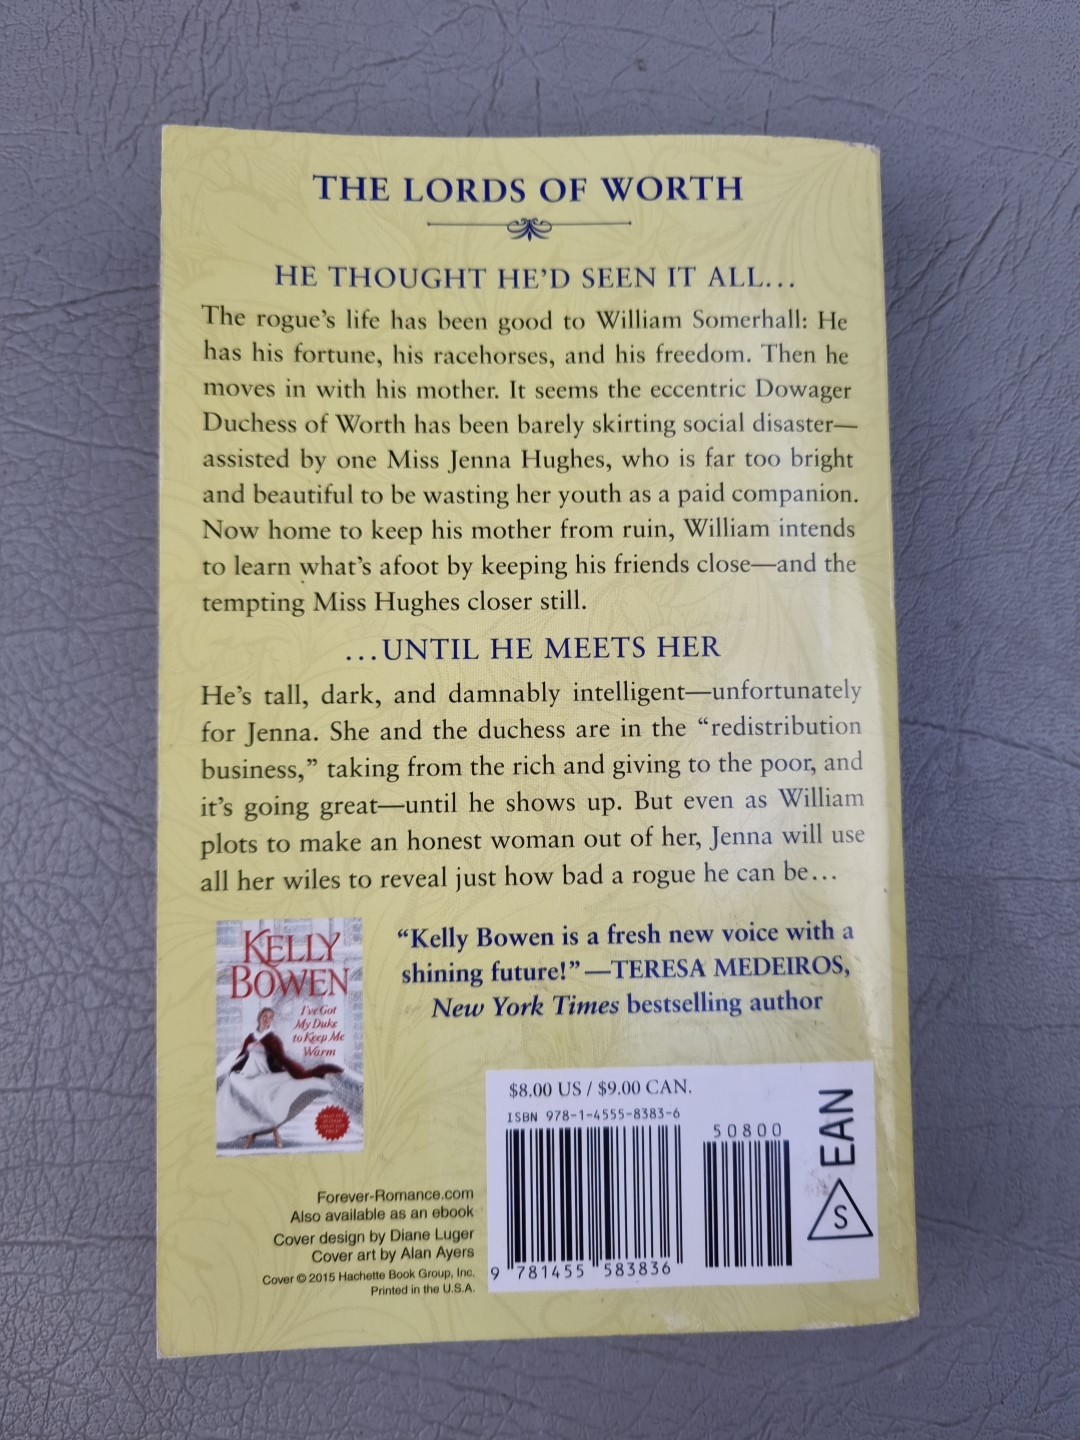 THE LORDS OF WORTH
HE THOUGHT HE'D SEEN IT ALL...
The rogue's life has been good to William Somerhall: He
has his fortune, his racehorses, and his freedom. Then he
moves in with his mother. It seems the eccentric Dowager
Duchess of Worth has been barely skirting social disaster—
assisted by one Miss Jenna Hughes, who is far too bright
and beautiful to be wasting her youth as a paid companion.
Now home to keep his mother from ruin, William intends
to learn what's afoot by keeping his friends close—and the
tempting Miss Hughes closer still.
...UNTIL HE MEETS HER
He's tall, dark, and damnably intelligent—unfortunately
for Jenna. She and the duchess are in the “redistribution
business,” taking from the rich and giving to the poor, and
it's going great—until he shows up. But even as William
plots to make an honest woman out of her, Jenna will use
all her wiles to reveal just how bad a rogue he can be...
KELLY
BOWEN
I've Got
My Duke
to Keep Me
Warm
“Kelly Bowen is a fresh new voice with a
shining future!”—TERESA MEDEIROS,
New York Times bestselling author
Forever-Romance.com
Also available as an ebook
Cover design by Diane Luger
Cover art by Alan Ayers
Cover © 2015 Hachette Book Group, Inc.
Printed in the U.S.A.
$8.00 US / $9.00 CAN.
ISBN 978-1-4555-8383-6
50800
9 781455 583836
EAN
S